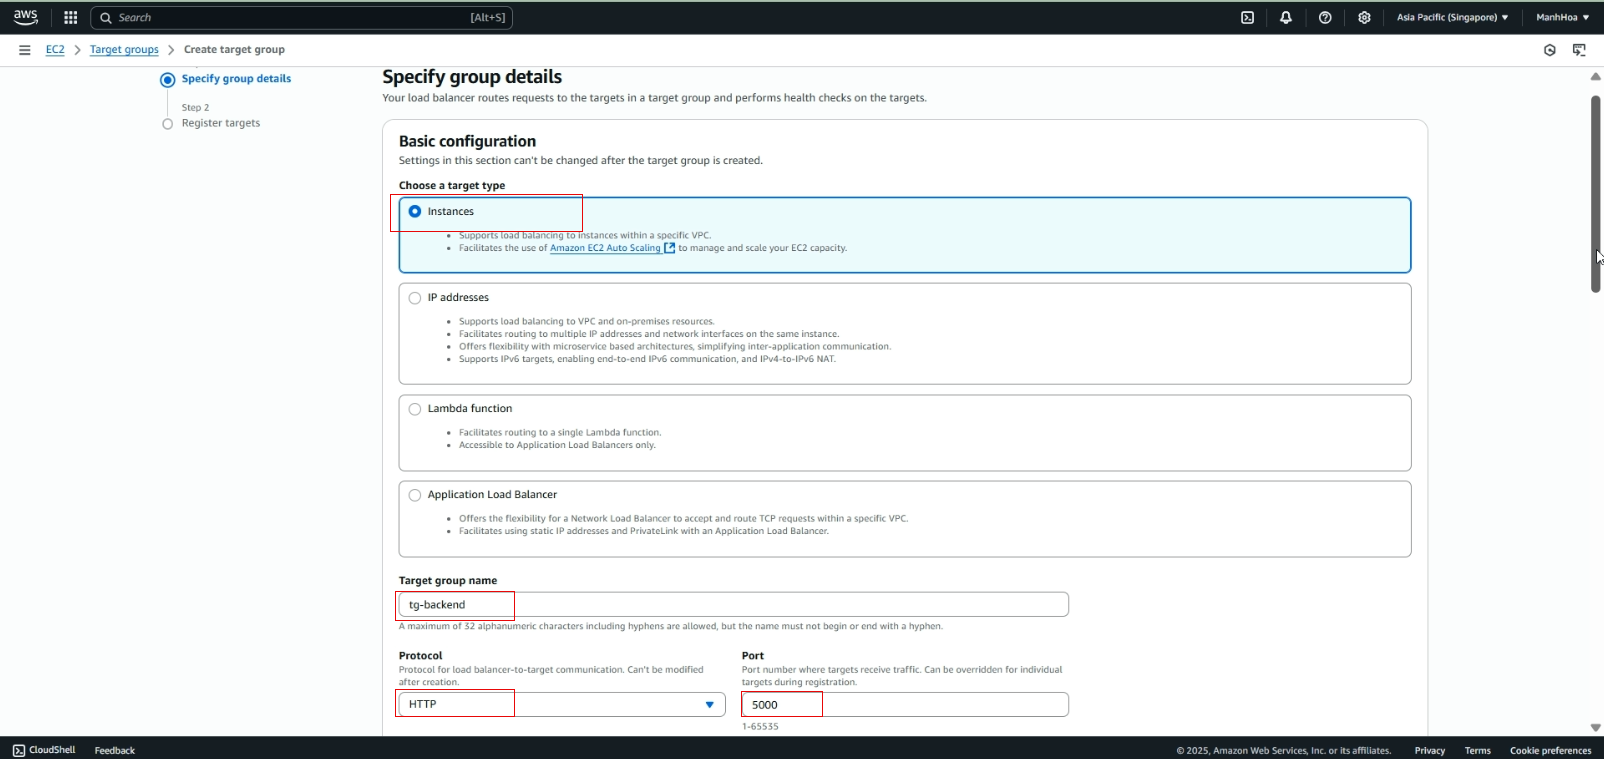 aws
Search [Alt+S]
Asia Pacific (Singapore) ManhHoa
EC2 > Target groups > Create target group
Specify group details
Step 2
Register targets
Specify group details
Your load balancer routes requests to the targets in a target group and performs health checks on the targets.
Basic configuration
Settings in this section can't be changed after the target group is created.
Choose a target type
Instances
• Supports load balancing to instances within a specific VPC.
• Facilitates the use of Amazon EC2 Auto Scaling to manage and scale your EC2 capacity.
IP addresses
• Supports load balancing to VPC and on-premises resources.
• Facilitates routing to multiple IP addresses and network interfaces on the same instance.
• Offers flexibility with microservice based architectures, simplifying inter-application communication.
• Supports IPv6 targets, enabling end-to-end IPv6 communication, and IPv4-to-IPv6 NAT.
Lambda function
• Facilitates routing to a single Lambda function.
• Accessible to Application Load Balancers only.
Application Load Balancer
• Offers the flexibility for a Network Load Balancer to accept and route TCP requests within a specific VPC.
• Facilitates using static IP addresses and PrivateLink with an Application Load Balancer.
Target group name
tg-backend
A maximum of 32 alphanumeric characters including hyphens are allowed, but the name must not begin or end with a hyphen.
Protocol
Protocol for load balancer-to-target communication. Can't be modified
after creation.
HTTP
Port
Port number where targets receive traffic. Can be overridden for individual
targets during registration.
5000
1-65535
CloudShell Feedback © 2025, Amazon Web Services, Inc. or its affiliates. Privacy Terms Cookie preferences